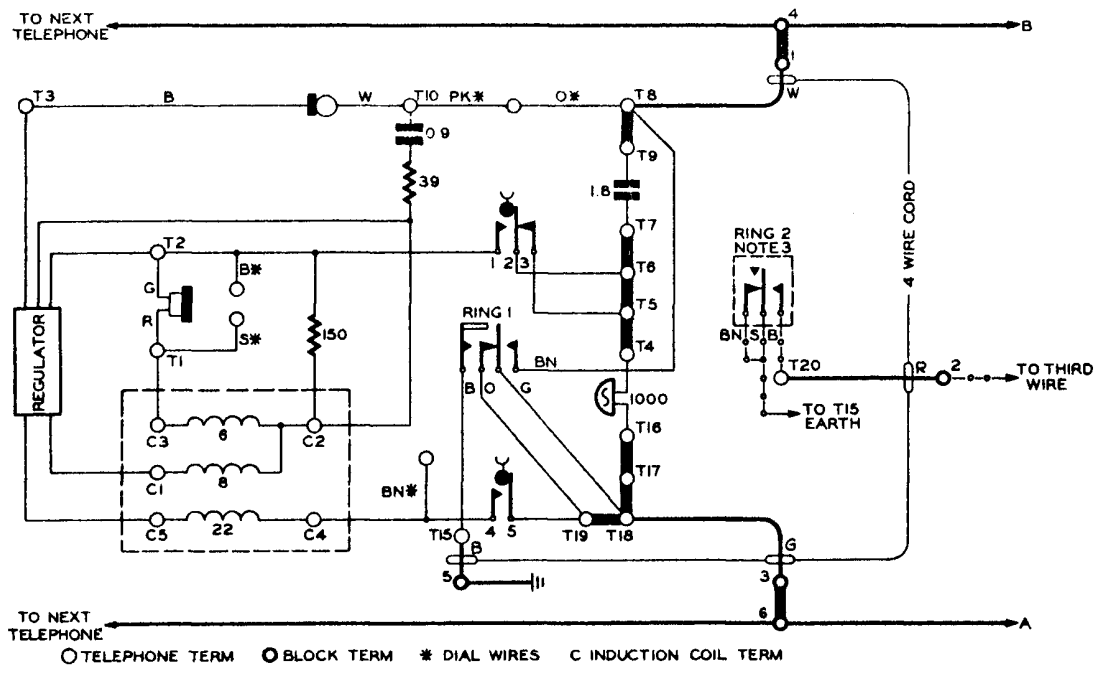 TO NEXT
TELEPHONE
4
B
1
W
T3
B
W
T10
PK*
O*
T8
0.9
T9
39
1.8
T7
T2
B*
G
R
S*
T1
150
1 2 3
T6
T5
RING 1
T4
BN
B
O
G
1000
RING 2
NOTE 3
BN
S
B
T20
4 WIRE CORD
R
2
TO THIRD
WIRE
TO T15
EARTH
REGULATOR
C3
6
C2
C1
8
C5
22
C4
BN*
4
5
T16
T17
T15
T19
T18
B
5
G
3
6
TO NEXT
TELEPHONE
A
TELEPHONE TERM
BLOCK TERM
* DIAL WIRES
C INDUCTION COIL TERM